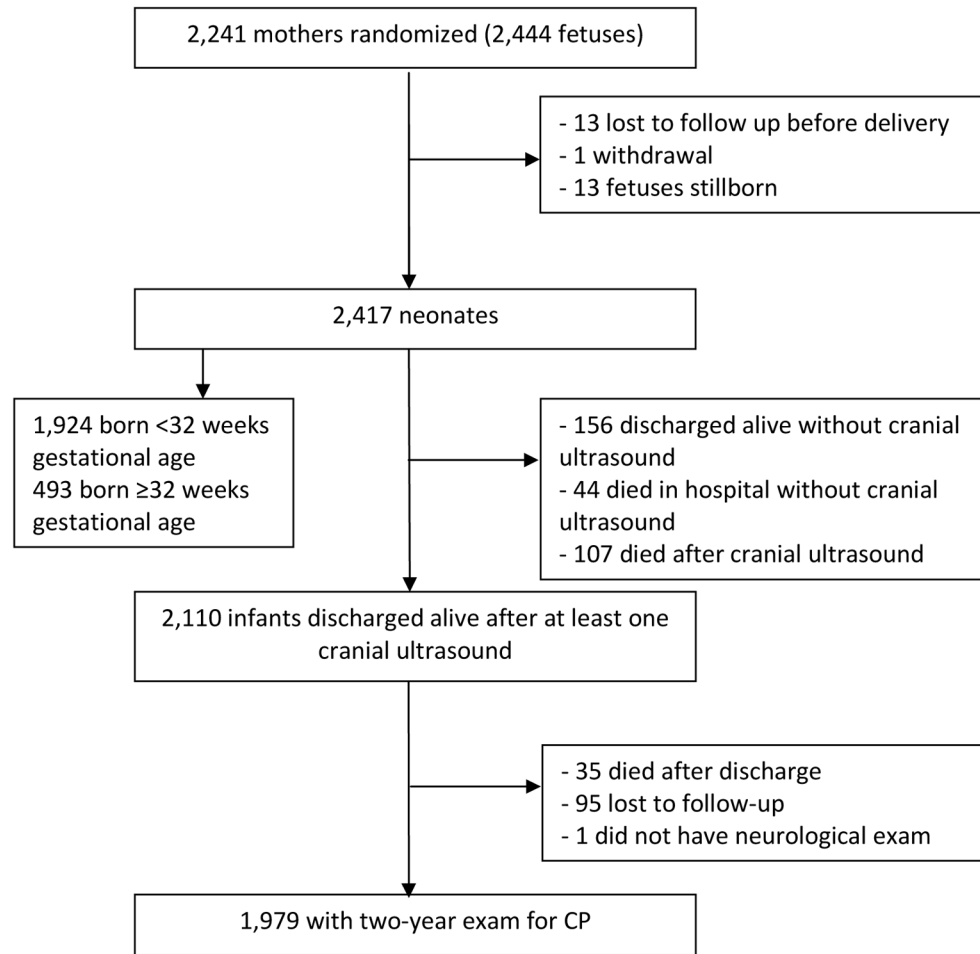 2,241 mothers randomized (2,444 fetuses)
- 13 lost to follow up before delivery
- 1 withdrawal
- 13 fetuses stillborn
2,417 neonates
1,924 born <32 weeks
gestational age
493 born ≥32 weeks
gestational age
- 156 discharged alive without cranial
ultrasound
- 44 died in hospital without cranial
ultrasound
- 107 died after cranial ultrasound
2,110 infants discharged alive after at least one
cranial ultrasound
- 35 died after discharge
- 95 lost to follow-up
- 1 did not have neurological exam
1,979 with two-year exam for CP